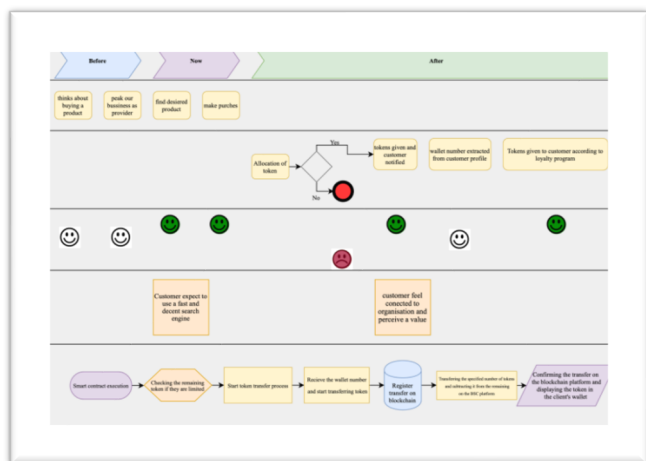 Before
Now
After
thinks about
buying a
product
peak our
bussiness as
provider
find desiered
product
make purches
Yes
Allocation of
token
tokens given and
customer
notified
wallet number extracted
from customer profile
Tokens given to customer according to
loyalty program
No
Customer expect to
use a fast and
decent search
engine
customer feel
conected to
organisation and
perceive a value
Smart contract execution
Checking the remaining
token if they are limited
Start token transfer process
Recieve the wallet number
and start transfering token
Register
transfer on
blockchain
Transfering the specified number of tokens
and subtracting it from the remaining
on the BSC platform
Confirming the transfer on
the blockchain platform and
displaying the token in
the client's wallet